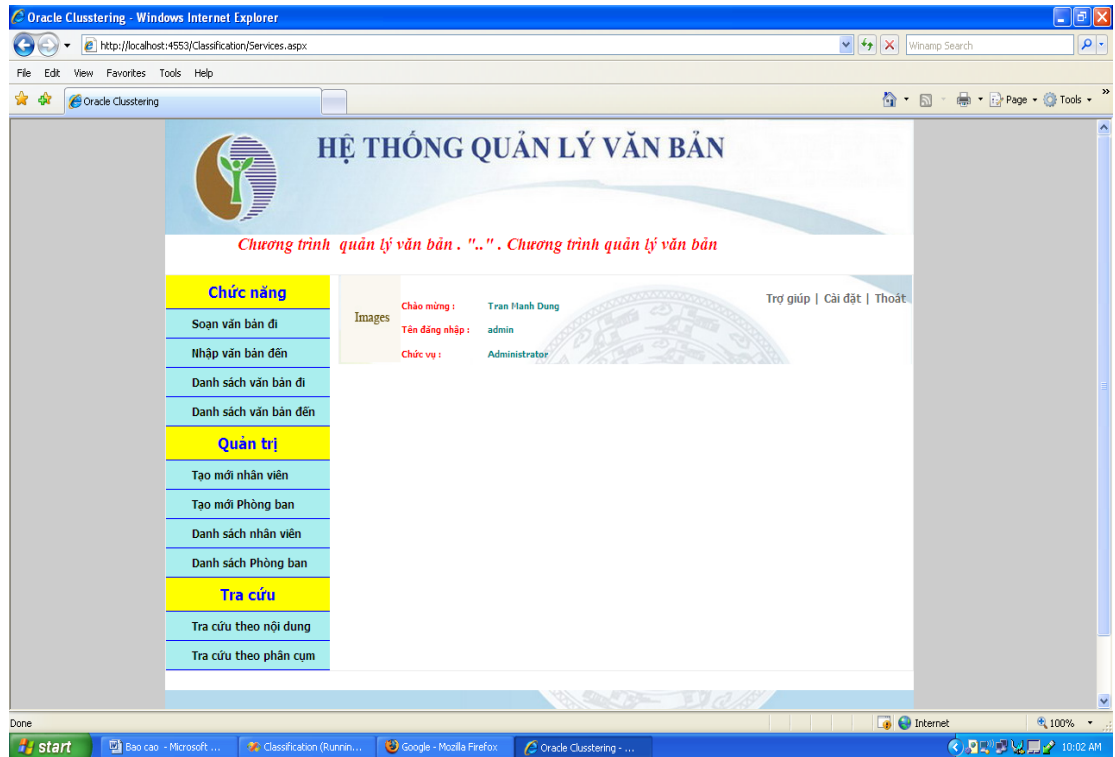 Oracle Clusstering - Windows Internet Explorer
http://localhost:4553/Classification/Services.aspx
Winamp Search
File Edit View Favorites Tools Help
Oracle Clusstering
Page Tools »
HỆ THỐNG QUẢN LÝ VĂN BẢN
Chương trình quản lý văn bản . ".." . Chương trình quản lý văn bản
Chức năng
Soạn văn bản đi
Nhập văn bản đến
Danh sách văn bản đi
Danh sách văn bản đến
Quản trị
Tạo mới nhân viên
Tạo mới Phòng ban
Danh sách nhân viên
Danh sách Phòng ban
Tra cứu
Tra cứu theo nội dung
Tra cứu theo phân cụm
Images
Chào mừng : Tran Manh Dung
Tên đăng nhập : admin
Chức vụ : Administrator
Trợ giúp | Cài đặt | Thoát
Done
Internet
100%
start
Bao cao - Microsoft ...
Classification (Runnin...
Google - Mozilla Firefox
Oracle Clusstering - ...
10:02 AM